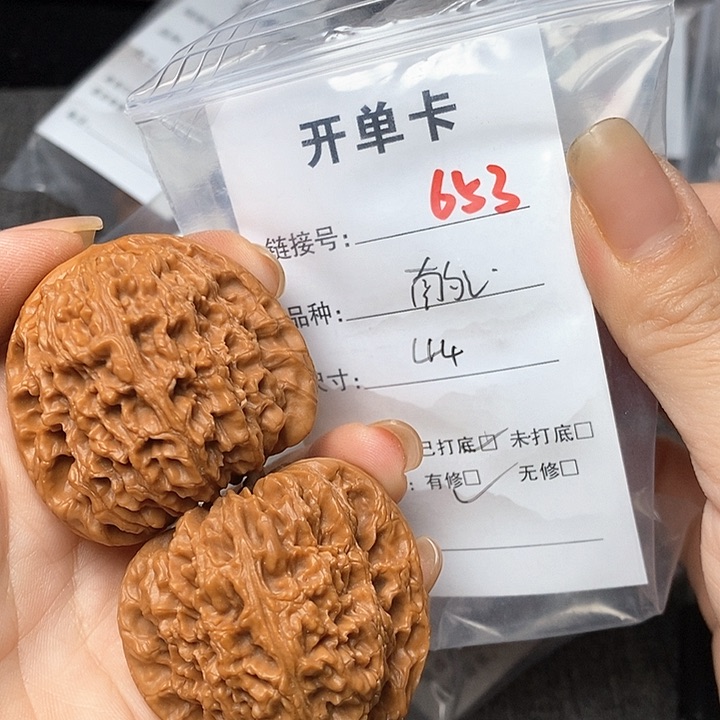 开单卡
链接号: 653
品种:
尺寸: 44
已打底☑ 未打底☐
: 有修☑ 无修☐